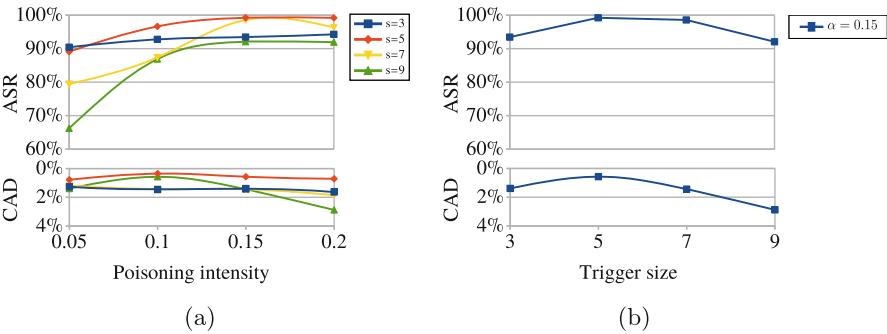 100%
90%
80%
70%
60%
ASR
s=3
s=5
s=7
s=9
0%
2%
4%
CAD
0.05 0.1 0.15 0.2
Poisoning intensity
(a)
100%
90%
80%
70%
60%
ASR
α = 0.15
0%
2%
4%
CAD
3 5 7 9
Trigger size
(b)